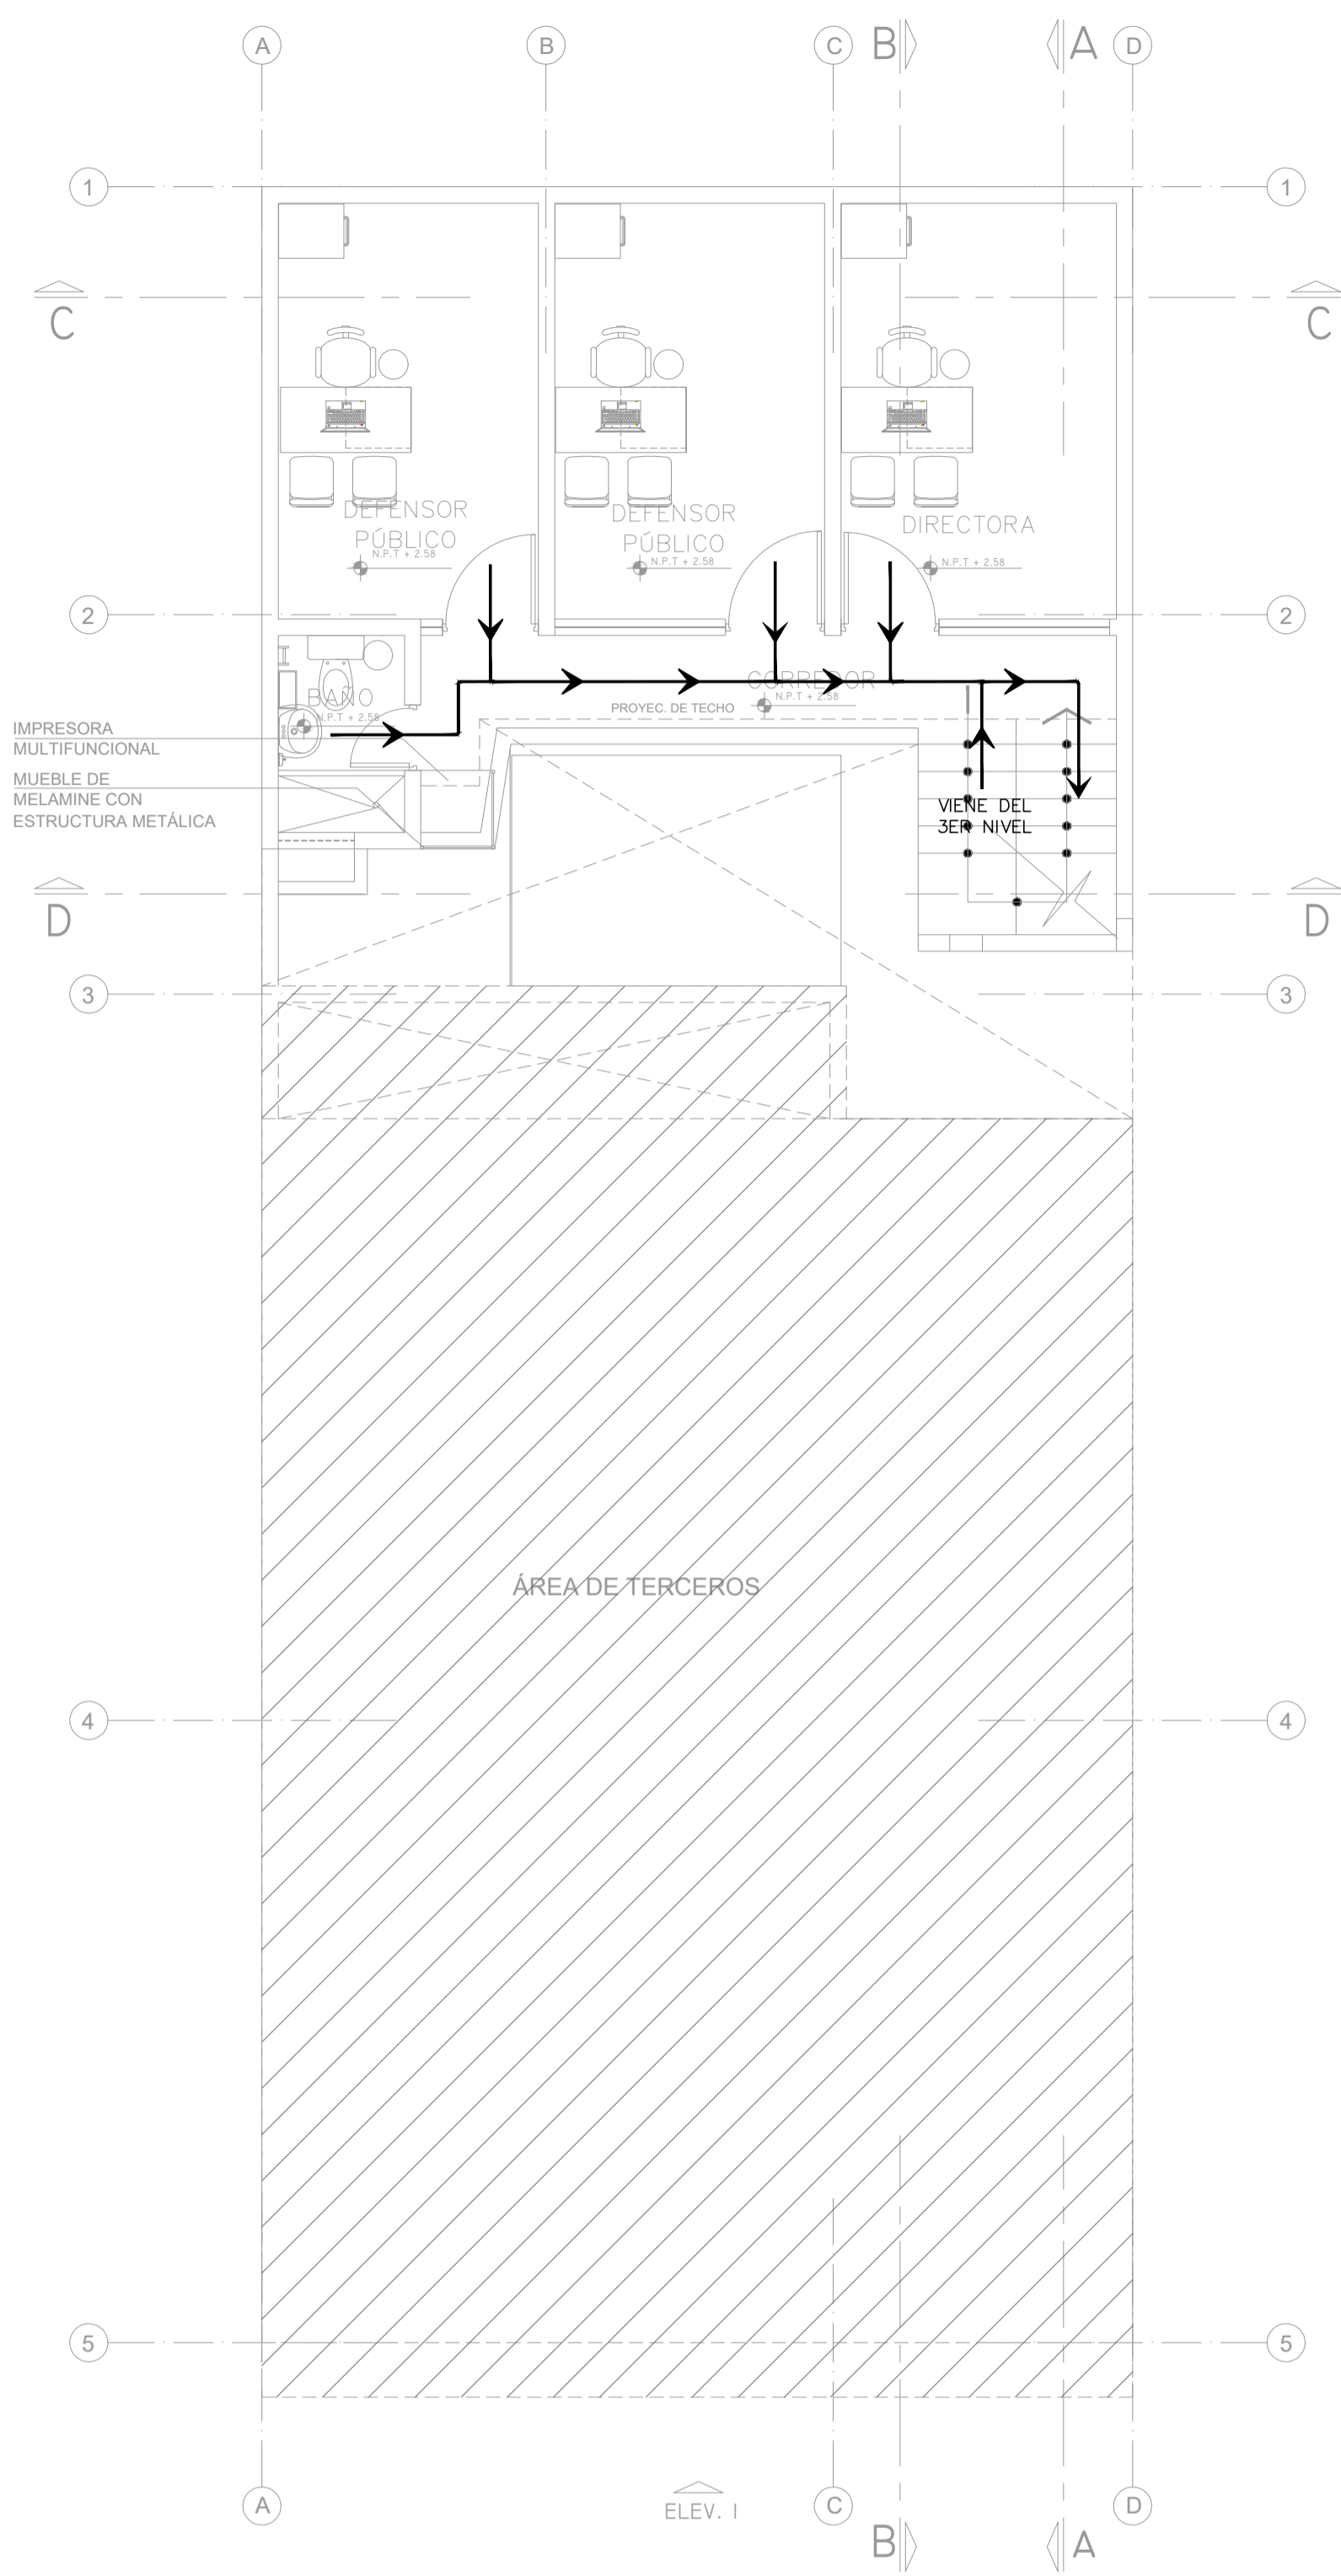 A B C B A D
1 1
C C
DEFENSOR
PÚBLICO
N.P.T + 2.58
DEFENSOR
PÚBLICO
N.P.T + 2.58
DIRECTORA
N.P.T + 2.58
2 2
BAÑO
N.P.T + 2.58
CORREDOR
N.P.T + 2.58
PROYEC. DE TECHO
IMPRESORA
MULTIFUNCIONAL
MUEBLE DE
MELAMINE CON
ESTRUCTURA METÁLICA
VIENE DEL
3ER NIVEL
D D
3 3
ÁREA DE TERCEROS
4 4
5 5
A C D
ELEV. I
B A